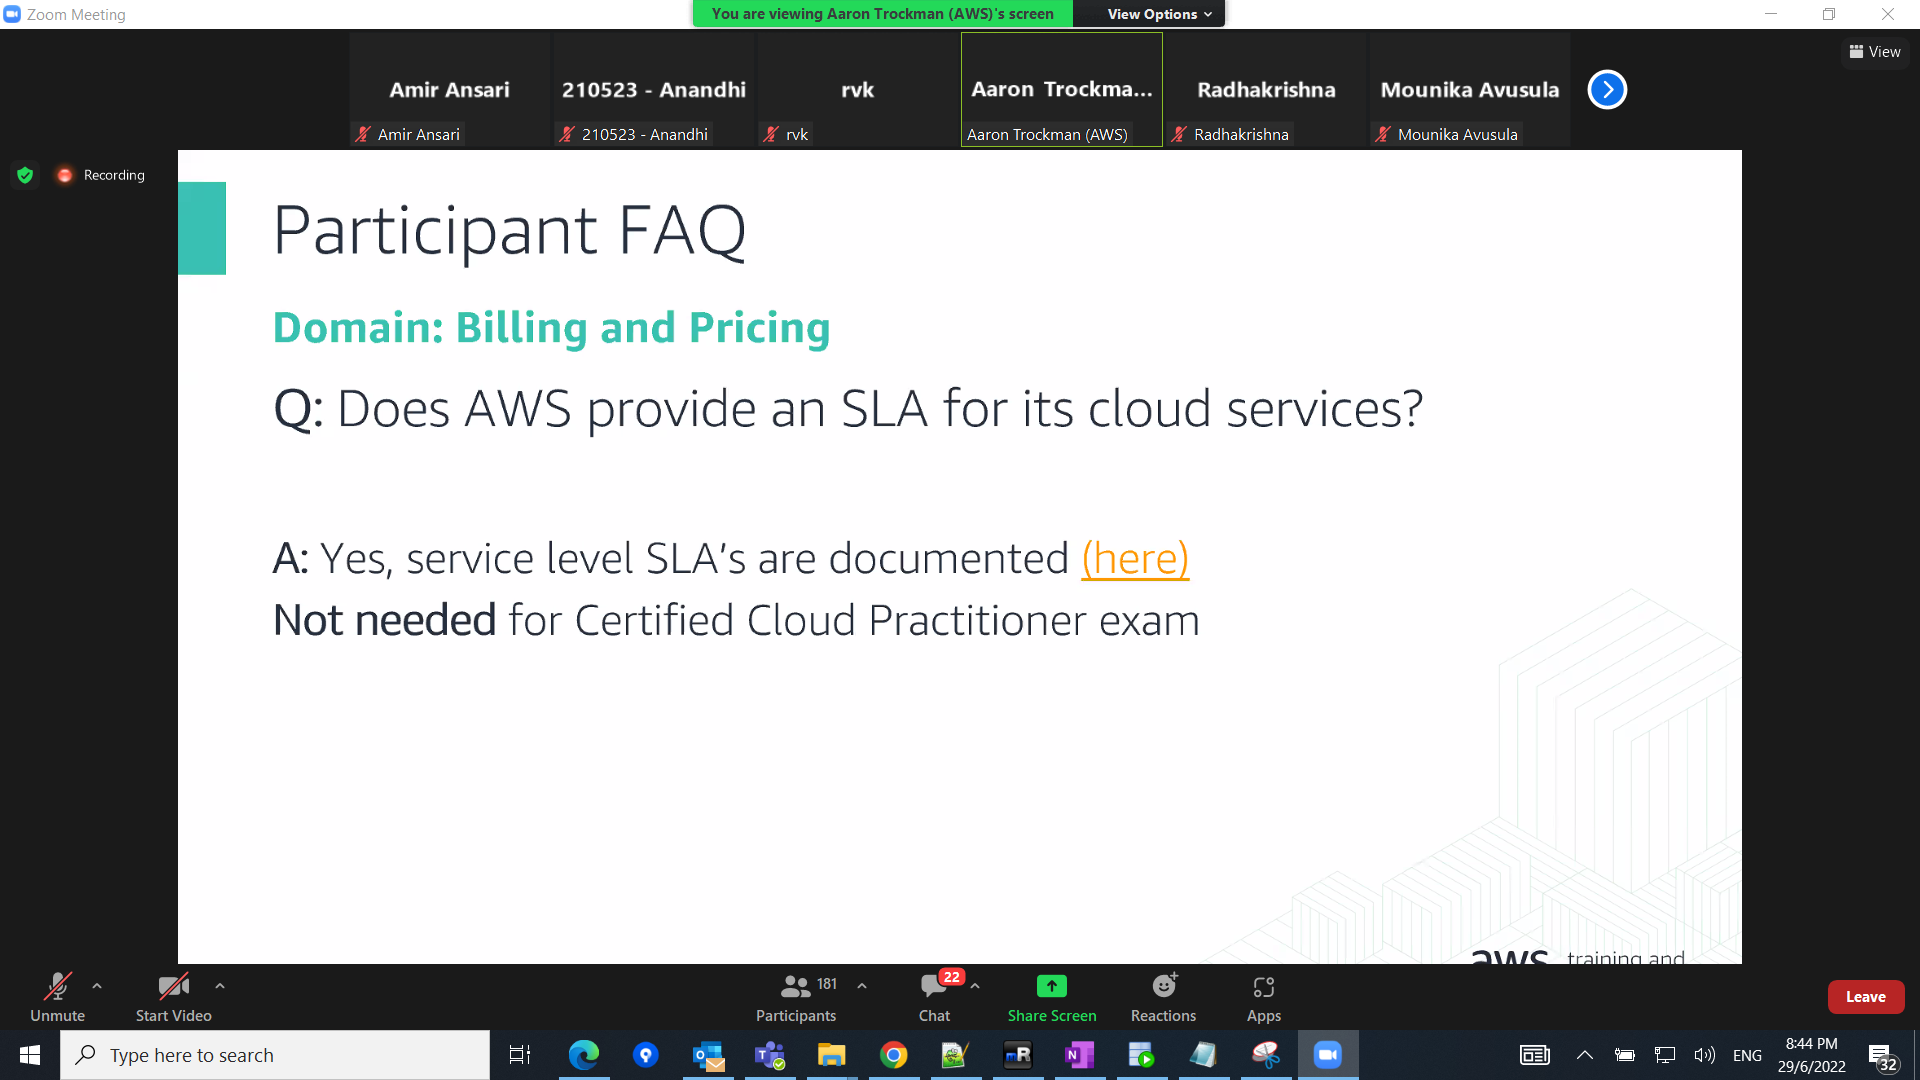 Zoom Meeting
You are viewing Aaron Trockman (AWS)'s screen
View Options
View
Amir Ansari
210523 - Anandhi
rvk
Aaron Trockma...
Radhakrishna
Mounika Avusula
Amir Ansari
210523 - Anandhi
rvk
Aaron Trockman (AWS)
Radhakrishna
Mounika Avusula
Recording
Participant FAQ
Domain: Billing and Pricing
Q: Does AWS provide an SLA for its cloud services?
A: Yes, service level SLA's are documented (here)
Not needed for Certified Cloud Practitioner exam
aws training and
Unmute
Start Video
181
Participants
22
Chat
Share Screen
Reactions
Apps
Leave
Type here to search
mR
ENG
8:44 PM
29/6/2022
32